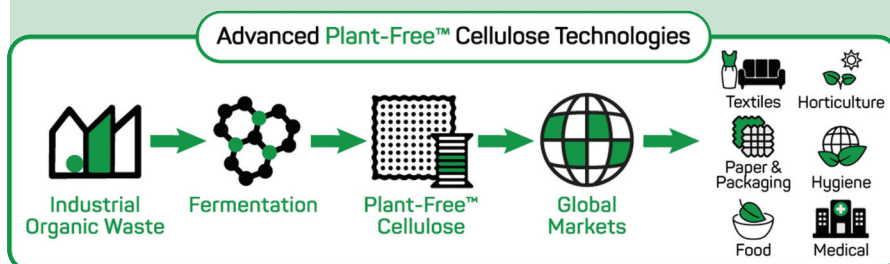 Advanced Plant-Free™ Cellulose Technologies
Industrial
Organic Waste
Fermentation
Plant-Free™
Cellulose
Global
Markets
Textiles
Horticulture
Paper &
Packaging
Hygiene
Food
Medical